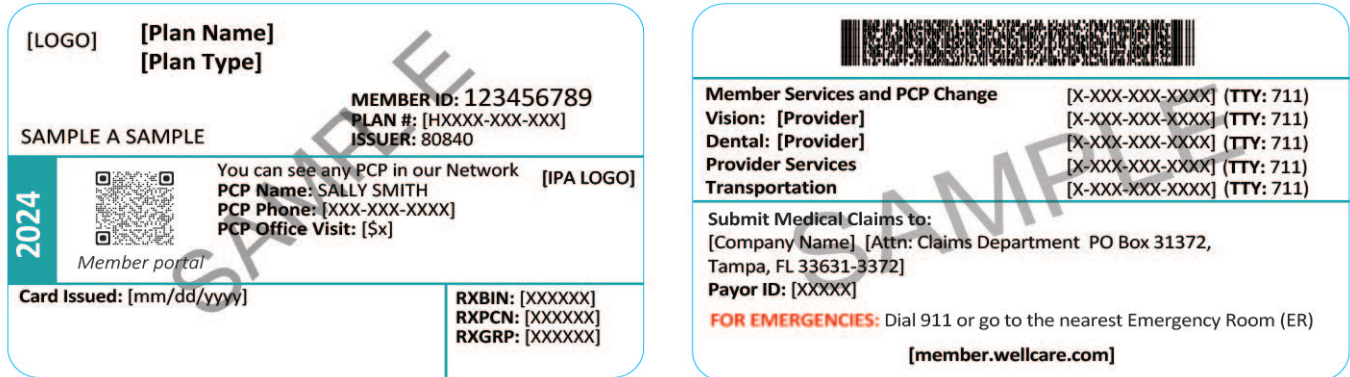 [LOGO]
[Plan Name]
[Plan Type]
MEMBER ID: 123456789
PLAN #: [HXXXX-XXX-XXX]
SAMPLE A SAMPLE
ISSUER: 80840
2024
Member portal
You can see any PCP in our Network
PCP Name: SALLY SMITH
PCP Phone: [XXX-XXX-XXXX]
PCP Office Visit: [$x]
[IPA LOGO]
Card Issued: [mm/dd/yyyy]
RXBIN: [XXXXXX]
RXPCN: [XXXXXX]
RXGRP: [XXXXXX]
SAMPLE
Member Services and PCP Change [X-XXX-XXX-XXXX] (TTY: 711)
Vision: [Provider] [X-XXX-XXX-XXXX] (TTY: 711)
Dental: [Provider] [X-XXX-XXX-XXXX] (TTY: 711)
Provider Services [X-XXX-XXX-XXXX] (TTY: 711)
Transportation [X-XXX-XXX-XXXX] (TTY: 711)
Submit Medical Claims to:
[Company Name] [Attn: Claims Department PO Box 31372,
Tampa, FL 33631-3372]
Payor ID: [XXXXX]
FOR EMERGENCIES: Dial 911 or go to the nearest Emergency Room (ER)
[member.wellcare.com]
SAMPLE